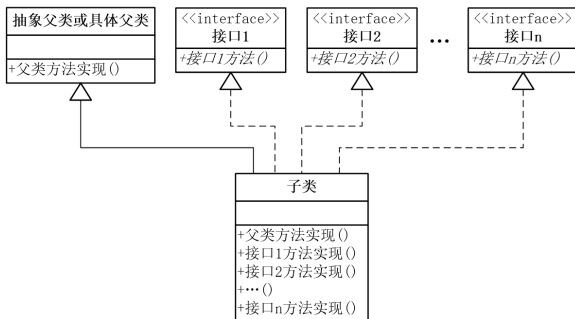 抽象父类或具体父类
+父类方法实现()
<<interface>>
接口1
+接口1方法()
<<interface>>
接口2
+接口2方法()
...
<<interface>>
接口n
+接口n方法()
子类
+父类方法实现()
+接口1方法实现()
+接口2方法实现()
+…()
+接口n方法实现()